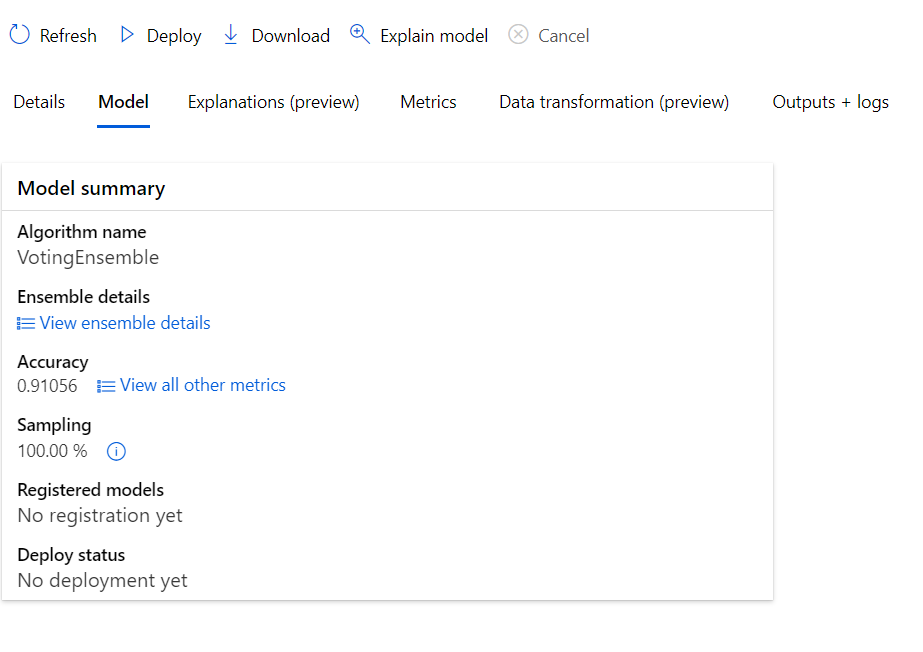 Refresh Deploy Download Explain model Cancel
Details Model Explanations (preview) Metrics Data transformation (preview) Outputs + logs
Model summary
Algorithm name
VotingEnsemble
Ensemble details
View ensemble details
Accuracy
0.91056 View all other metrics
Sampling
100.00 %
Registered models
No registration yet
Deploy status
No deployment yet